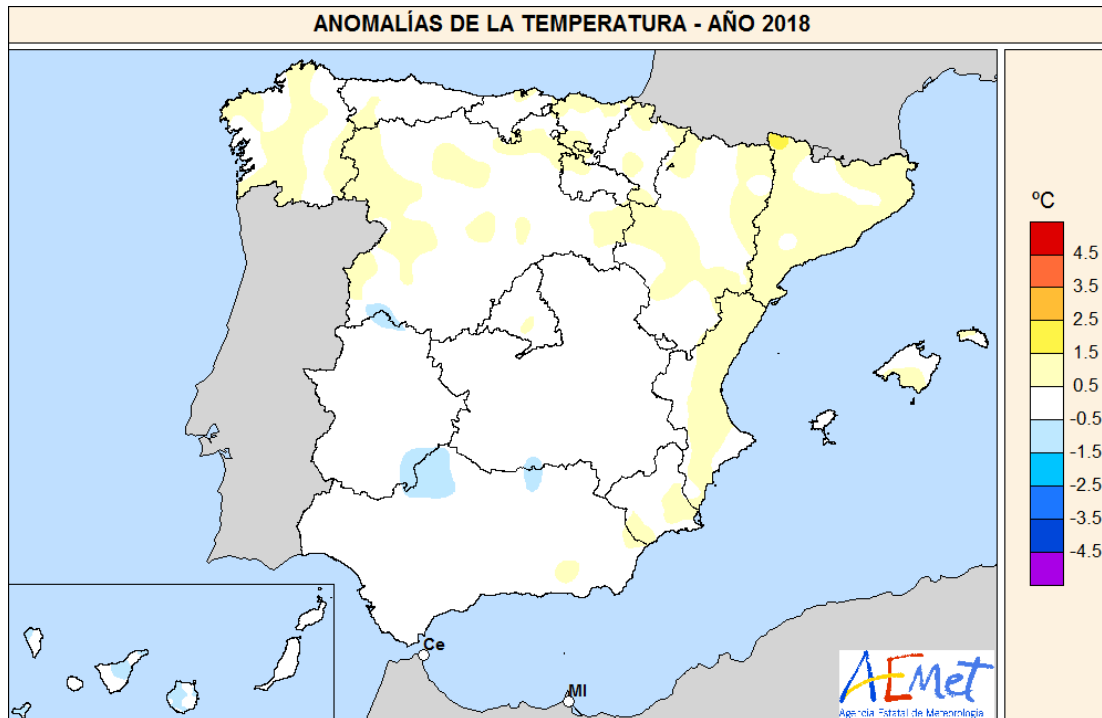 ANOMALÍAS DE LA TEMPERATURA - AÑO 2018
ºC
4.5
3.5
2.5
1.5
0.5
-0.5
-1.5
-2.5
-3.5
-4.5
Ce
Ml
AEmet
Agencia Estatal de Meteorología